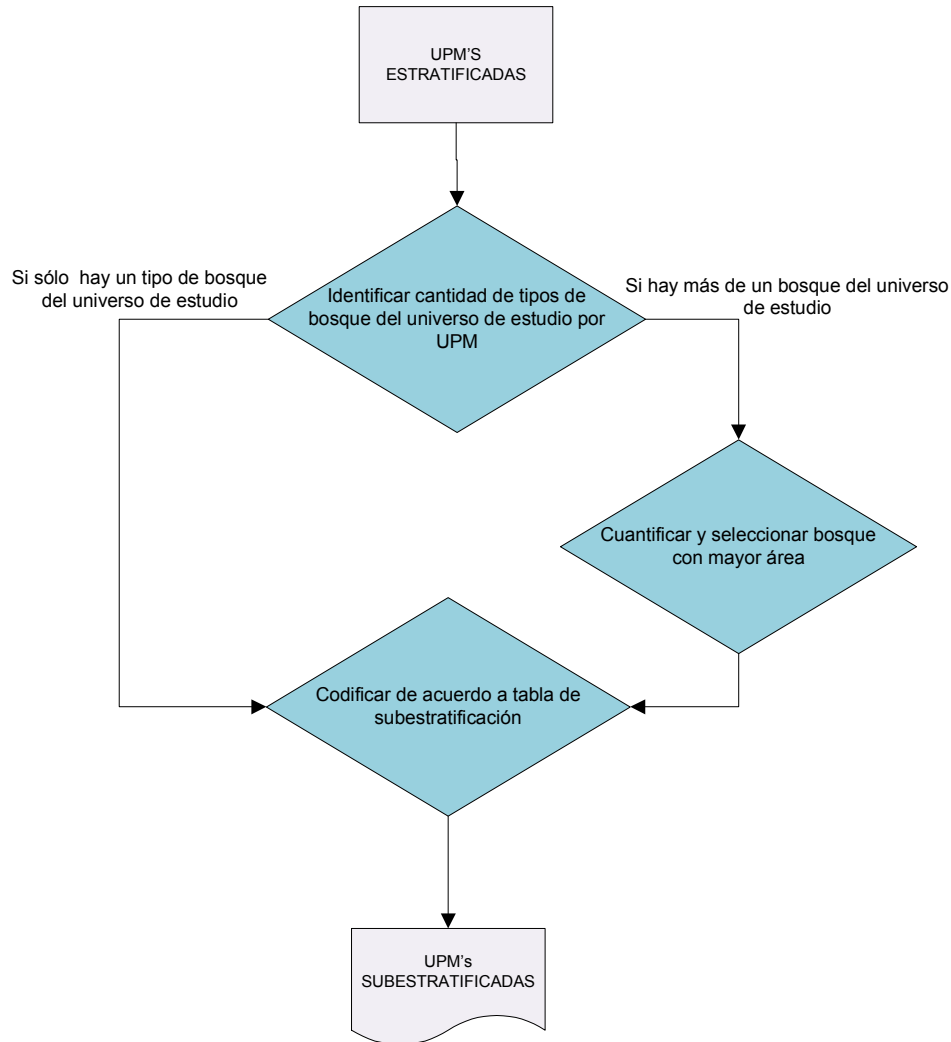 UPM'S
ESTRATIFICADAS
Si sólo hay un tipo de bosque
del universo de estudio
Identificar cantidad de tipos de
bosque del universo de estudio por
UPM
Si hay más de un bosque del universo
de estudio
Cuantificar y seleccionar bosque
con mayor área
Codificar de acuerdo a tabla de
subestratificación
UPM's
SUBESTRATIFICADAS